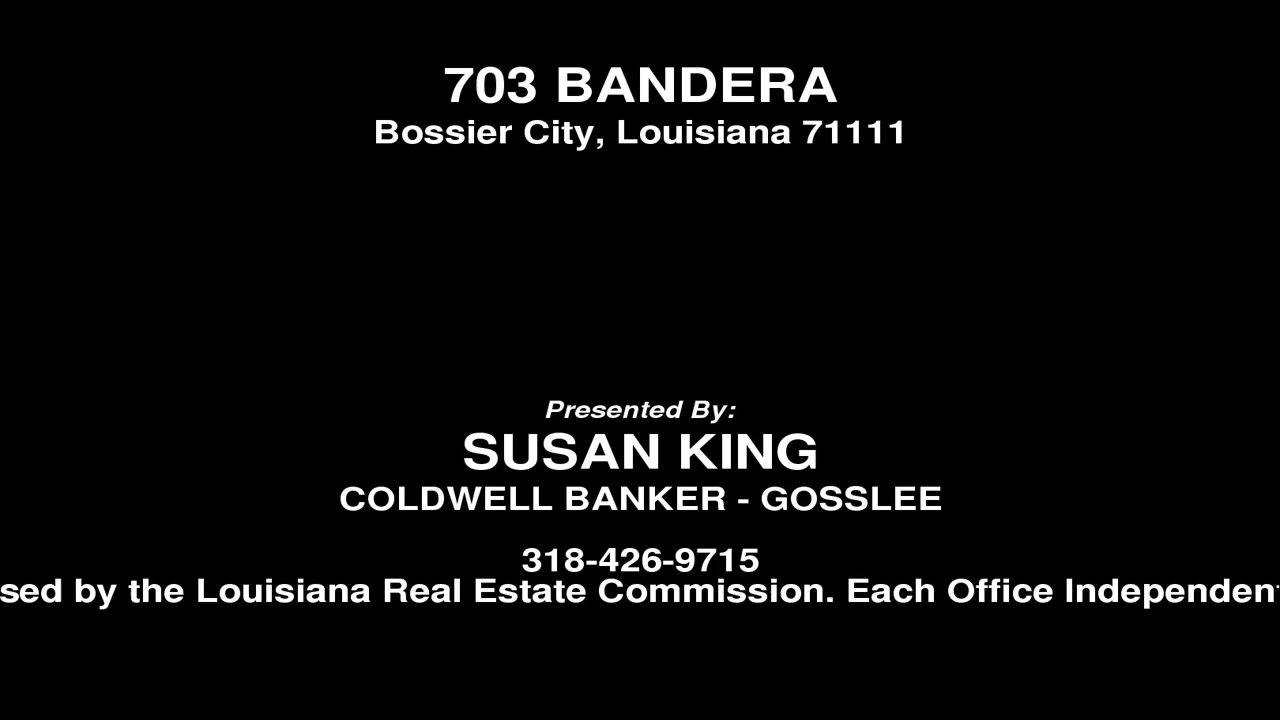 703 BANDERA
Bossier City, Louisiana 71111
Presented By:
SUSAN KING
COLDWELL BANKER - GOSSLEE
318-426-9715
sed by the Louisiana Real Estate Commission. Each Office Independent